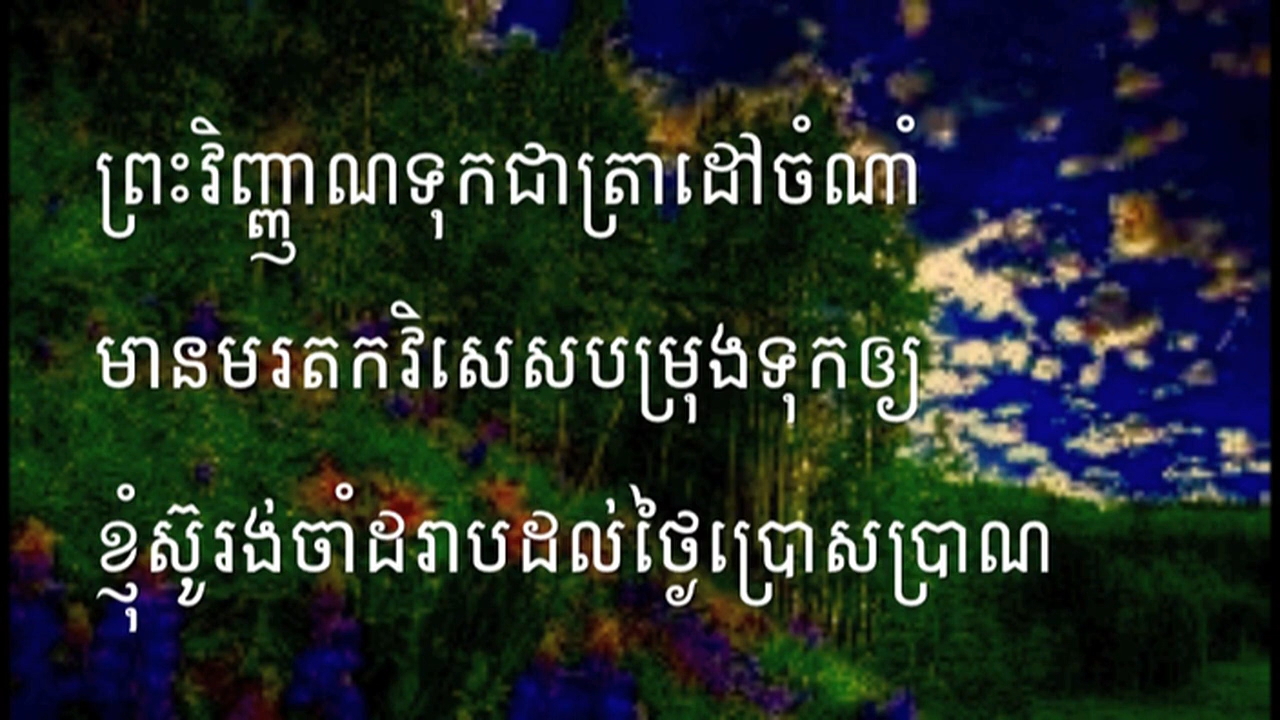 ព្រះវិញ្ញាណទុកជាត្រាដៅចំណាំ
មានមរតកវិសេសបម្រុងទុកឲ្យ
ខ្ញុំស៊ូរង់ចាំដរាបដល់ថ្ងៃប្រោសប្រាណ